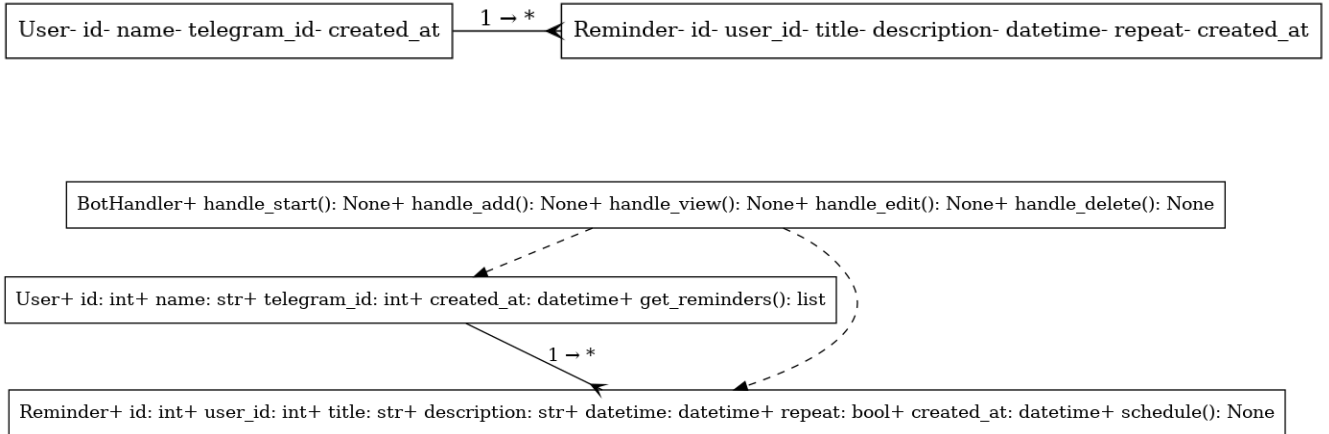 1 → *
User- id- name- telegram_id- created_at
Reminder- id- user_id- title- description- datetime- repeat- created_at
BotHandler+ handle_start(): None+ handle_add(): None+ handle_view(): None+ handle_edit(): None+ handle_delete(): None
User+ id: int+ name: str+ telegram_id: int+ created_at: datetime+ get_reminders(): list
1 → *
Reminder+ id: int+ user_id: int+ title: str+ description: str+ datetime: datetime+ repeat: bool+ created_at: datetime+ schedule(): None